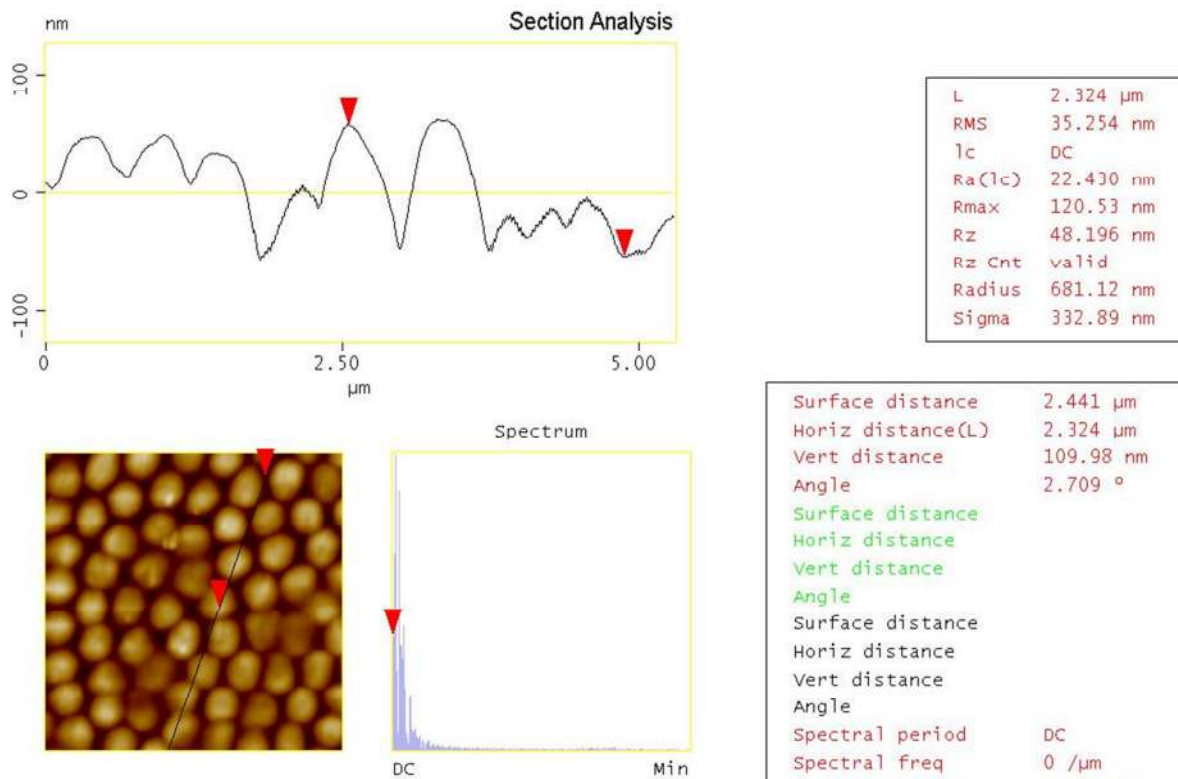 nm
Section Analysis
100
0
-100
0
2.50
5.00
µm
L 2.324 µm
RMS 35.254 nm
lc DC
Ra(lc) 22.430 nm
Rmax 120.53 nm
Rz 48.196 nm
Rz Cnt valid
Radius 681.12 nm
Sigma 332.89 nm
Spectrum
DC Min
Surface distance 2.441 µm
Horiz distance(L) 2.324 µm
Vert distance 109.98 nm
Angle 2.709 °
Surface distance
Horiz distance
Vert distance
Angle
Surface distance
Horiz distance
Vert distance
Angle
Spectral period DC
Spectral freq 0 /µm